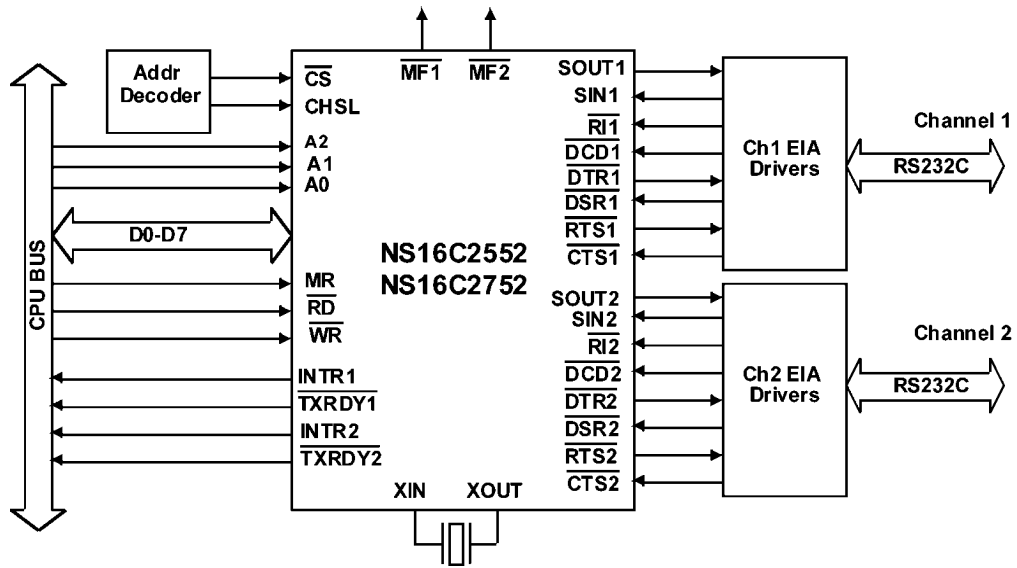 MF1 MF2
Addr
Decoder
CS
CHSL
A2
A1
A0
D0-D7
CPU BUS
MR
RD
WR
INTR1
TXRDY1
INTR2
TXRDY2
NS16C2552
NS16C2752
XIN XOUT
SOUT1
SIN1
RI1
DCD1
DTR1
DSR1
RTS1
CTS1
SOUT2
SIN2
RI2
DCD2
DTR2
DSR2
RTS2
CTS2
Ch1 EIA
Drivers
Channel 1
RS232C
Ch2 EIA
Drivers
Channel 2
RS232C